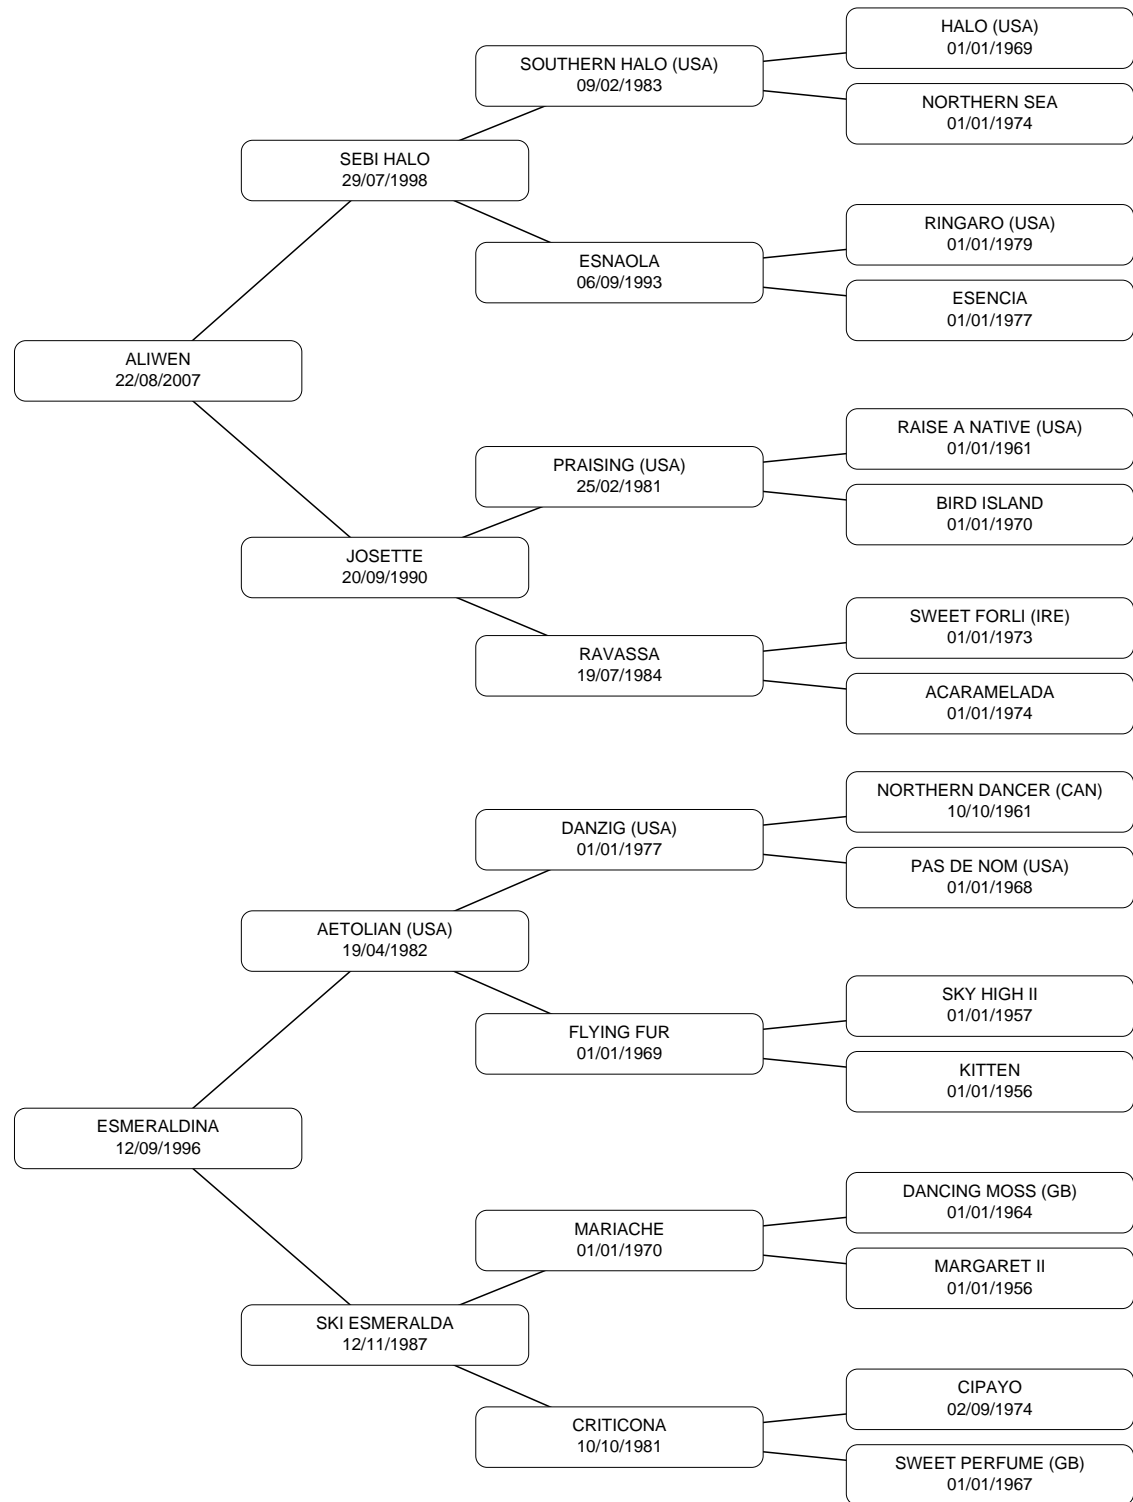 HALO (USA)
01/01/1969
SOUTHERN HALO (USA)
09/02/1983
NORTHERN SEA
01/01/1974
SEBI HALO
29/07/1998
RINGARO (USA)
01/01/1979
ESNAOLA
06/09/1993
ESENCIA
01/01/1977
ALIWEN
22/08/2007
RAISE A NATIVE (USA)
01/01/1961
PRAISING (USA)
25/02/1981
BIRD ISLAND
01/01/1970
JOSETTE
20/09/1990
SWEET FORLI (IRE)
01/01/1973
RAVASSA
19/07/1984
ACARAMELADA
01/01/1974
NORTHERN DANCER (CAN)
10/10/1961
DANZIG (USA)
01/01/1977
PAS DE NOM (USA)
01/01/1968
AETOLIAN (USA)
19/04/1982
SKY HIGH II
01/01/1957
FLYING FUR
01/01/1969
KITTEN
01/01/1956
ESMERALDINA
12/09/1996
DANCING MOSS (GB)
01/01/1964
MARIACHE
01/01/1970
MARGARET II
01/01/1956
SKI ESMERALDA
12/11/1987
CIPAYO
02/09/1974
CRITICONA
10/10/1981
SWEET PERFUME (GB)
01/01/1967